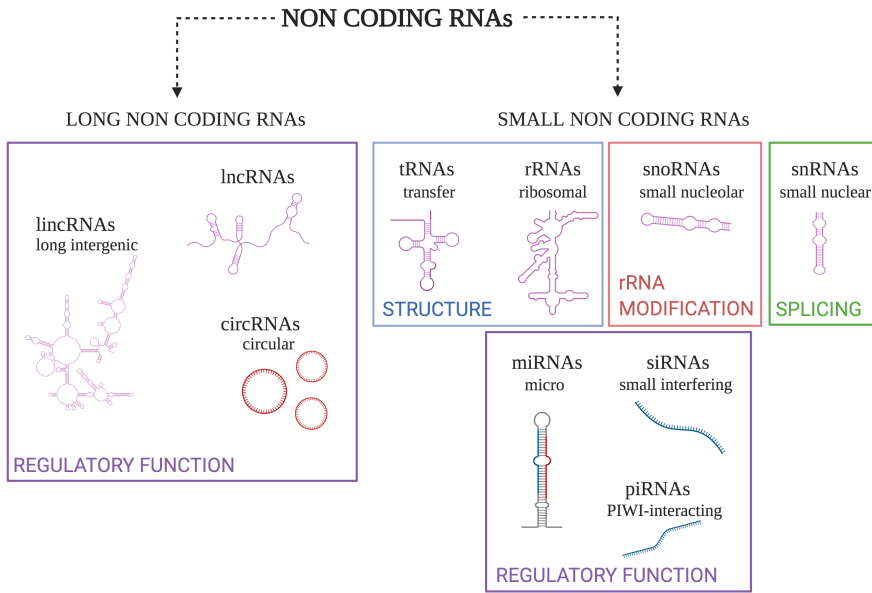 NON CODING RNAs
LONG NON CODING RNAs
lncRNAs
lincRNAs
long intergenic
circRNAs
circular
REGULATORY FUNCTION
SMALL NON CODING RNAs
tRNAs
transfer
rRNAs
ribosomal
STRUCTURE
snoRNAs
small nucleolar
rRNA
MODIFICATION
snRNAs
small nuclear
SPLICING
miRNAs
micro
siRNAs
small interfering
piRNAs
PIWI-interacting
REGULATORY FUNCTION